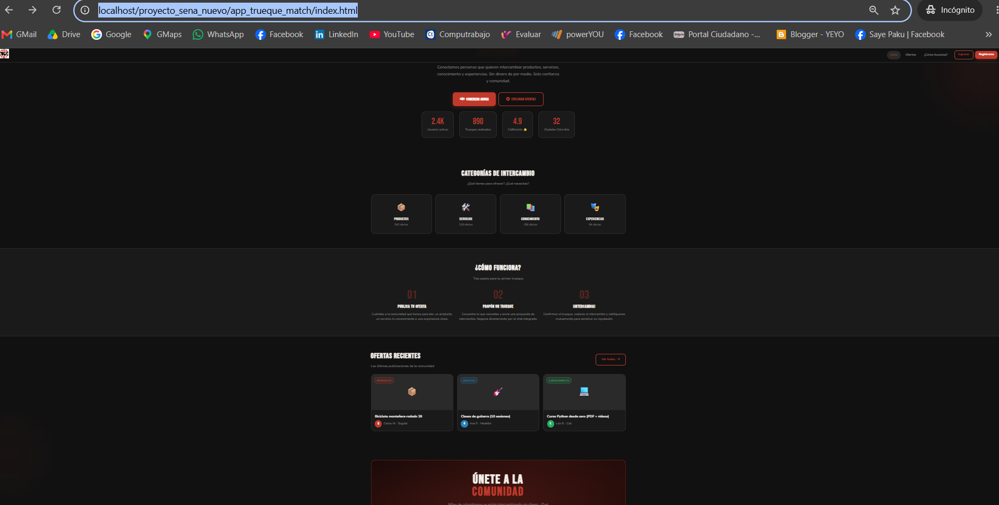 localhost/proyecto_sena_nuevo/app_trueque_match/index.html
Incógnito
GMail Drive Google GMaps WhatsApp Facebook LinkedIn YouTube Computrabajo Evaluar powerYOU Facebook Portal Ciudadano -... Blogger - YEYO Saye Paku | Facebook
Inicio Ofertas ¿Cómo funciona? Ingresar Registrarse
Conectamos personas que quieren intercambiar productos, servicios,
conocimiento y experiencias. Sin dinero de por medio. Solo confianza
y comunidad.
COMENZAR AHORA EXPLORAR OFERTAS
2.4K 890 4.9 32
Usuarios activos Trueques realizados Calificación Ciudades Colombia
CATEGORÍAS DE INTERCAMBIO
¿Qué tienes para ofrecer? ¿Qué necesitas?
PRODUCTOS SERVICIOS CONOCIMIENTO EXPERIENCIAS
342 ofertas 218 ofertas 156 ofertas 94 ofertas
¿CÓMO FUNCIONA?
Tres pasos para tu primer trueque
01 02 03
PUBLICA TU OFERTA PROPÓN UN TRUEQUE ¡INTERCAMBIA!
Cuéntale a la comunidad qué tienes para dar: un producto, Encuentra lo que necesitas y envía una propuesta de Confirmen el trueque, realicen el intercambio y califíquense
un servicio, tu conocimiento o una experiencia única. intercambio. Negocia directamente por el chat integrado. mutuamente para construir su reputación.
OFERTAS RECIENTES
Las últimas publicaciones de la comunidad
Ver todas →
PRODUCTO SERVICIO CONOCIMIENTO
Bicicleta montañera rodado 26 Clases de guitarra (10 sesiones) Curso Python desde cero (PDF + videos)
Carlos M. · Bogotá Ana P. · Medellín Luis R. · Cali
ÚNETE A LA
COMUNIDAD
Miles de colombianos ya están intercambiando sin dinero. ¿Qué